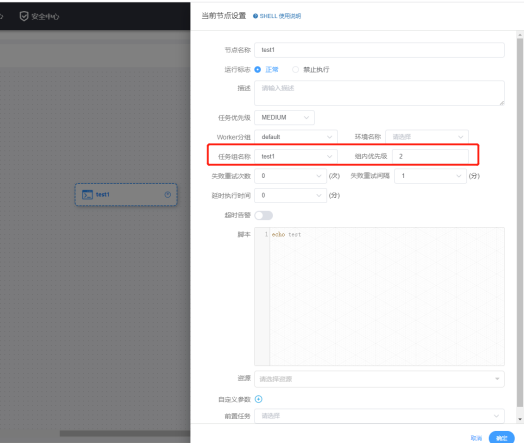 安全中心
当前节点设置 SHELL 使用说明
节点名称 test1
运行标志 正常 禁止执行
描述 请输入描述
任务优先级 MEDIUM
Worker分组 default 环境名称 请选择
任务组名称 test1 组内优先级 2
失败重试次数 0 (次) 失败重试间隔 1 (分)
延时执行时间 0 (分)
超时告警
test1
脚本 1 echo test
资源 请选择资源
自定义参数
前置任务 请选择
取消 确定